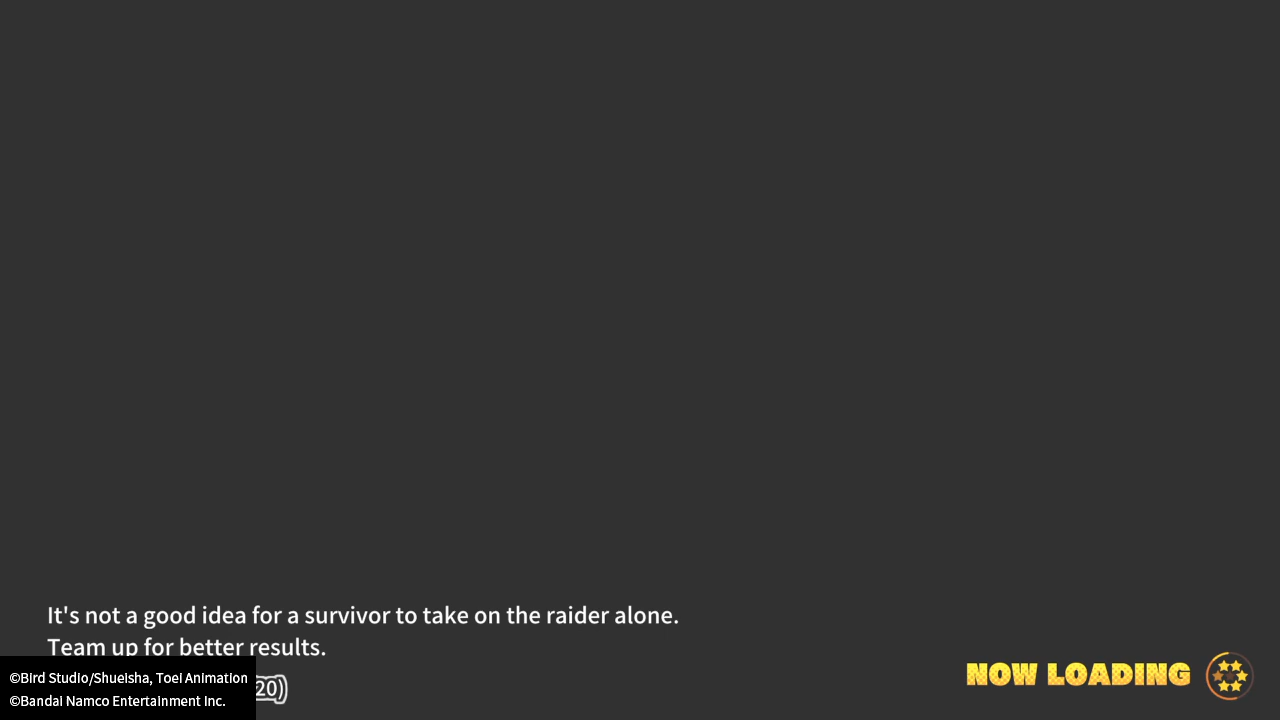 It's not a good idea for a survivor to take on the raider alone.
Team up for better results.
©Bird Studio/Shueisha, Toei Animation
20)
©Bandai Namco Entertainment Inc.
NOW LOADING